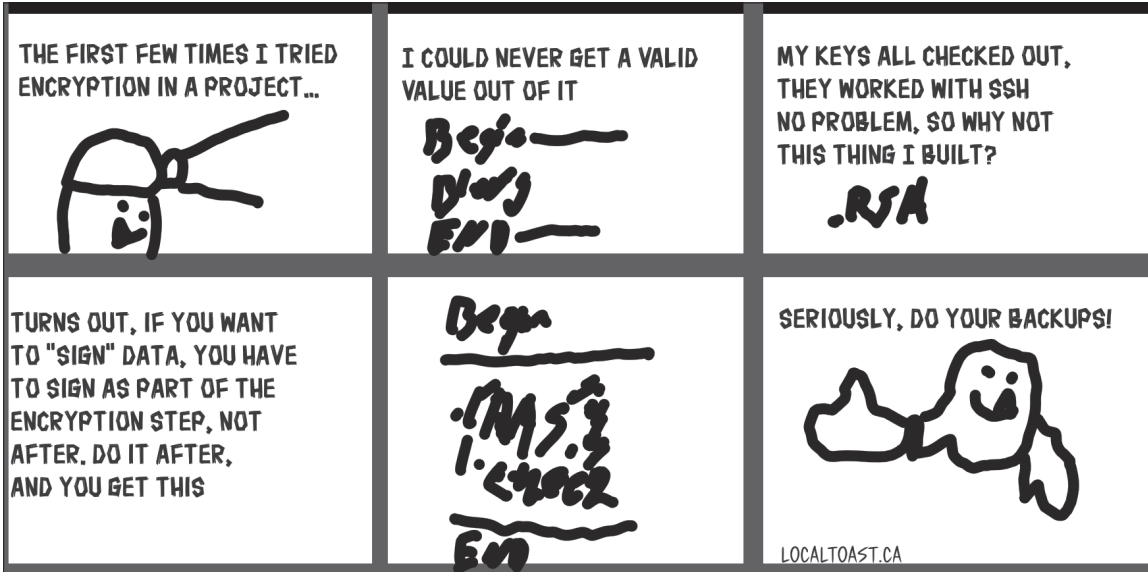 THE FIRST FEW TIMES I TRIED
ENCRYPTION IN A PROJECT...
I COULD NEVER GET A VALID
VALUE OUT OF IT
Begin
END
MY KEYS ALL CHECKED OUT,
THEY WORKED WITH SSH
NO PROBLEM, SO WHY NOT
THIS THING I BUILT?
.RSA
TURNS OUT, IF YOU WANT
TO "SIGN" DATA, YOU HAVE
TO SIGN AS PART OF THE
ENCRYPTION STEP, NOT
AFTER. DO IT AFTER,
AND YOU GET THIS
Begin
END
SERIOUSLY, DO YOUR BACKUPS!
LOCALTOAST.CA